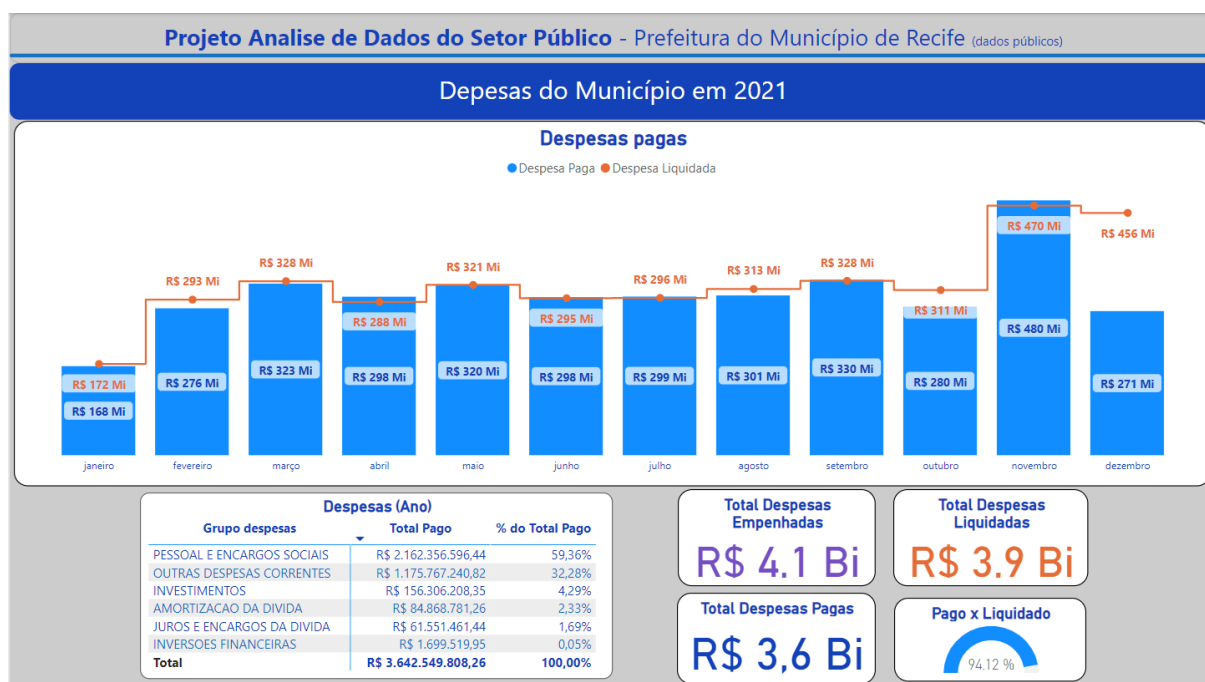 Projeto Analise de Dados do Setor Público - Prefeitura do Município de Recife (dados públicos)
Depesas do Município em 2021
Despesas pagas
Despesa Paga Despesa Liquidada
R$ 172 Mi
R$ 293 Mi
R$ 328 Mi
R$ 288 Mi
R$ 321 Mi
R$ 295 Mi
R$ 296 Mi
R$ 313 Mi
R$ 328 Mi
R$ 311 Mi
R$ 470 Mi
R$ 456 Mi
R$ 168 Mi
R$ 276 Mi
R$ 323 Mi
R$ 298 Mi
R$ 320 Mi
R$ 298 Mi
R$ 299 Mi
R$ 301 Mi
R$ 330 Mi
R$ 280 Mi
R$ 480 Mi
R$ 271 Mi
janeiro fevereiro março abril maio junho julho agosto setembro outubro novembro dezembro
Despesas (Ano)
Grupo despesas Total Pago % do Total Pago
PESSOAL E ENCARGOS SOCIAIS R$ 2.162.356.596,44 59,36%
OUTRAS DESPESAS CORRENTES R$ 1.175.767.240,82 32,28%
INVESTIMENTOS R$ 156.306.208,35 4,29%
AMORTIZACAO DA DIVIDA R$ 84.868.781,26 2,33%
JUROS E ENCARGOS DA DIVIDA R$ 61.551.461,44 1,69%
INVERSOES FINANCEIRAS R$ 1.699.519,95 0,05%
Total R$ 3.642.549.808,26 100,00%
Total Despesas
Empenhadas
R$ 4,1 Bi
Total Despesas
Liquidadas
R$ 3,9 Bi
Total Despesas Pagas
R$ 3,6 Bi
Pago x Liquidado
94.12 %